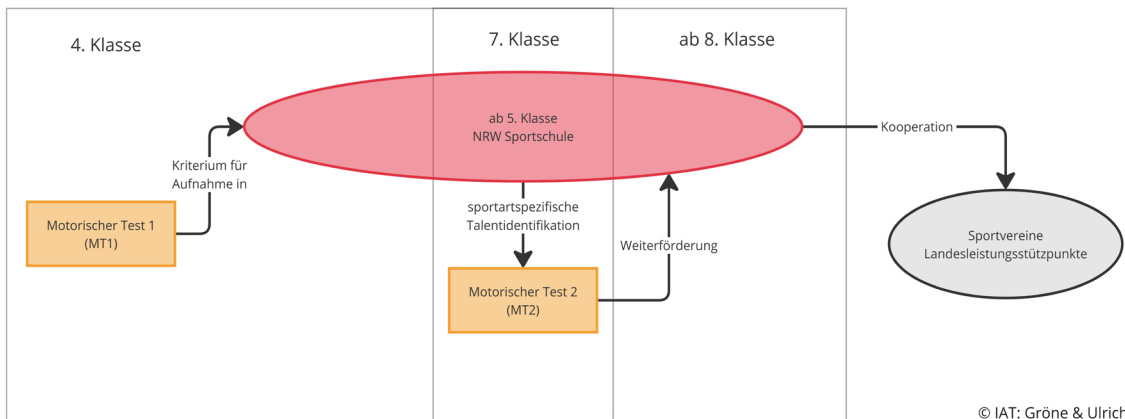 4. Klasse
7. Klasse
ab 8. Klasse
ab 5. Klasse
NRW Sportschule
Kooperation
Kriterium für
Aufnahme in
Motorischer Test 1
(MT1)
sportartspezifische
Talentidentifikation
Weiterförderung
Sportvereine
Landesleistungsstützpunkte
Motorischer Test 2
(MT2)
© IAT: Gröne & Ulrich